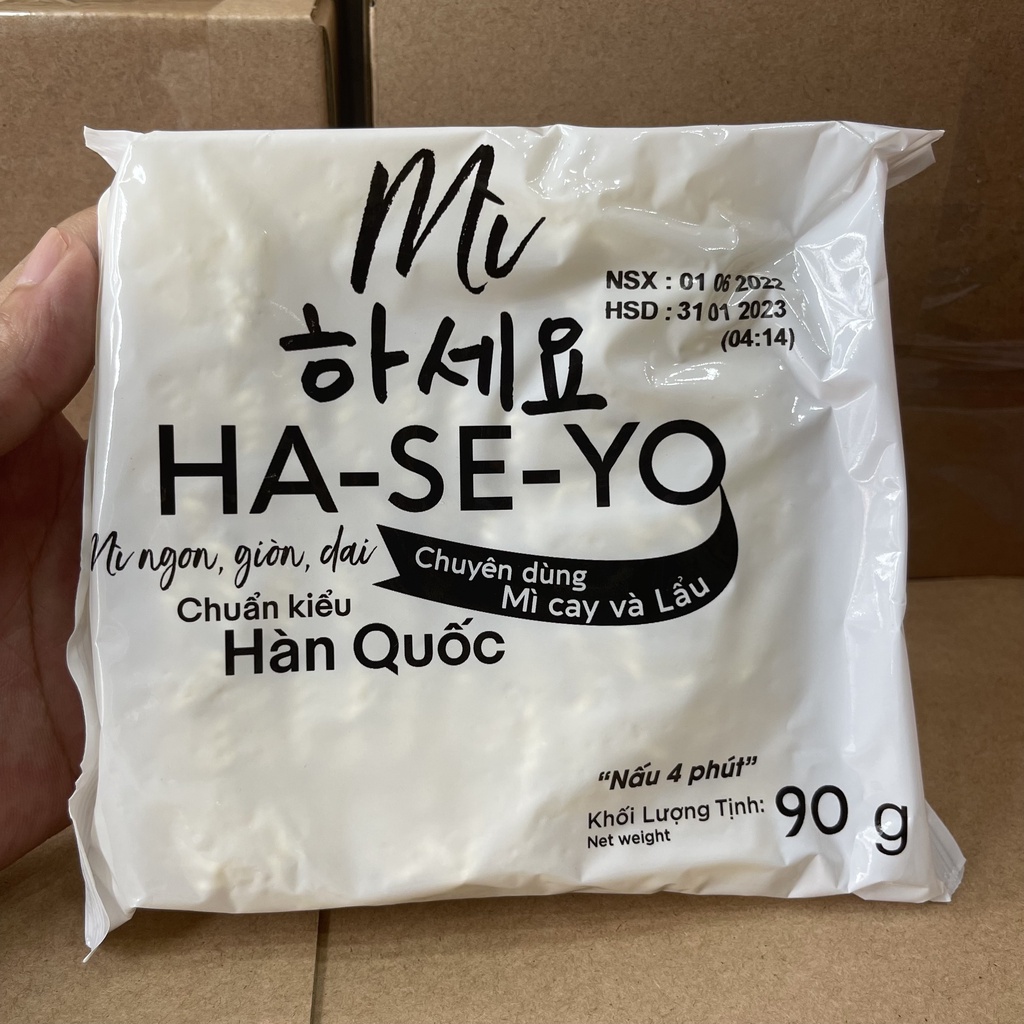 Mì
NSX : 01 06 2022
HSD : 31 01 2023
(04:14)
하세요
HA-SE-YO
Mì ngon, giòn, dai
Chuyên dùng
Mì cay và Lẩu
Chuẩn kiểu
Hàn Quốc
“Nấu 4 phút”
Khối Lượng Tịnh: 90 g
Net weight